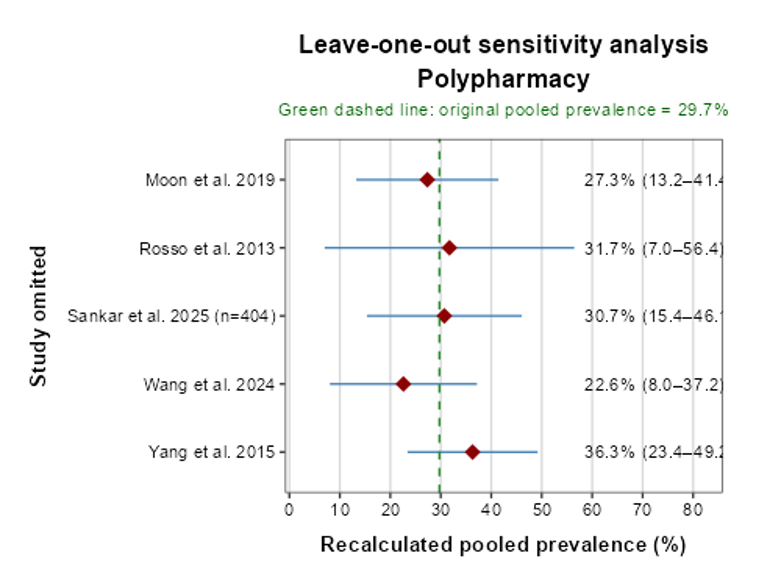 Leave-one-out sensitivity analysis
Polypharmacy
Green dashed line: original pooled prevalence = 29.7%
Study omitted
Moon et al. 2019 27.3% (13.2–41.4
Rosso et al. 2013 31.7% (7.0–56.4)
Sankar et al. 2025 (n=404) 30.7% (15.4–46.1
Wang et al. 2024 22.6% (8.0–37.2)
Yang et al. 2015 36.3% (23.4–49.2
0 10 20 30 40 50 60 70 80
Recalculated pooled prevalence (%)